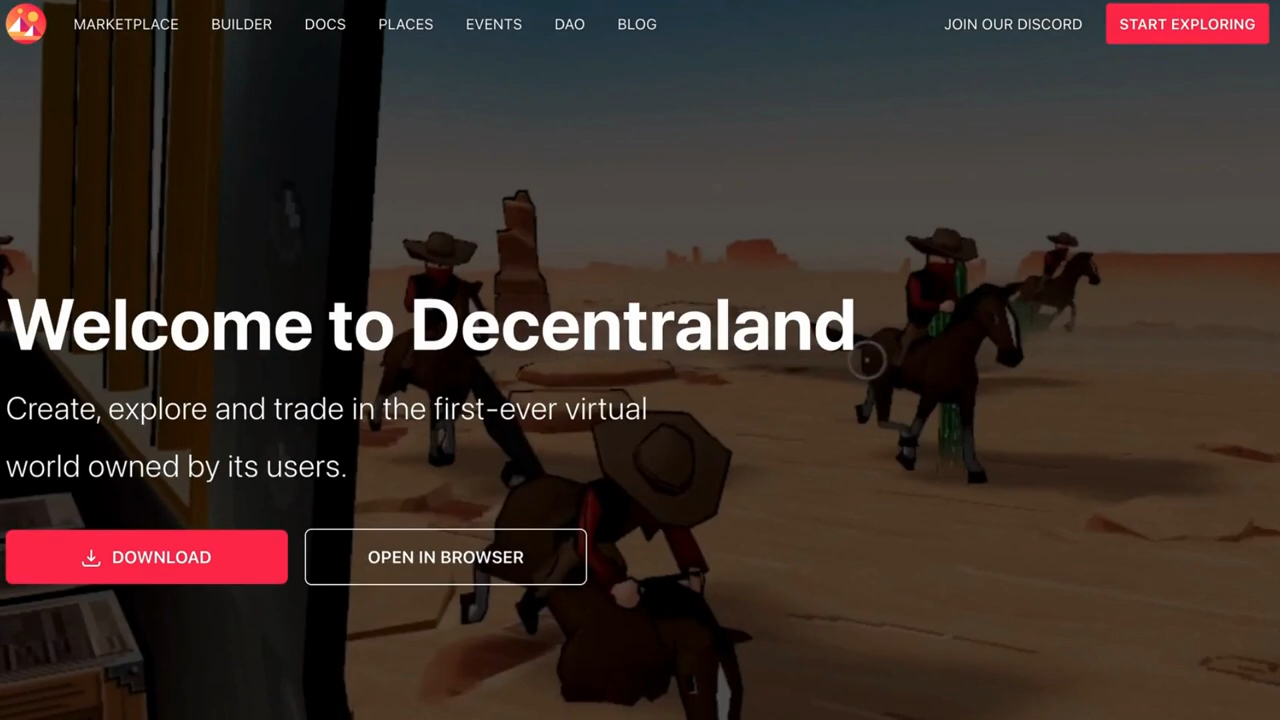 MARKETPLACE BUILDER DOCS PLACES EVENTS DAO BLOG JOIN OUR DISCORD START EXPLORING
Welcome to Decentraland
Create, explore and trade in the first-ever virtual
world owned by its users.
DOWNLOAD OPEN IN BROWSER